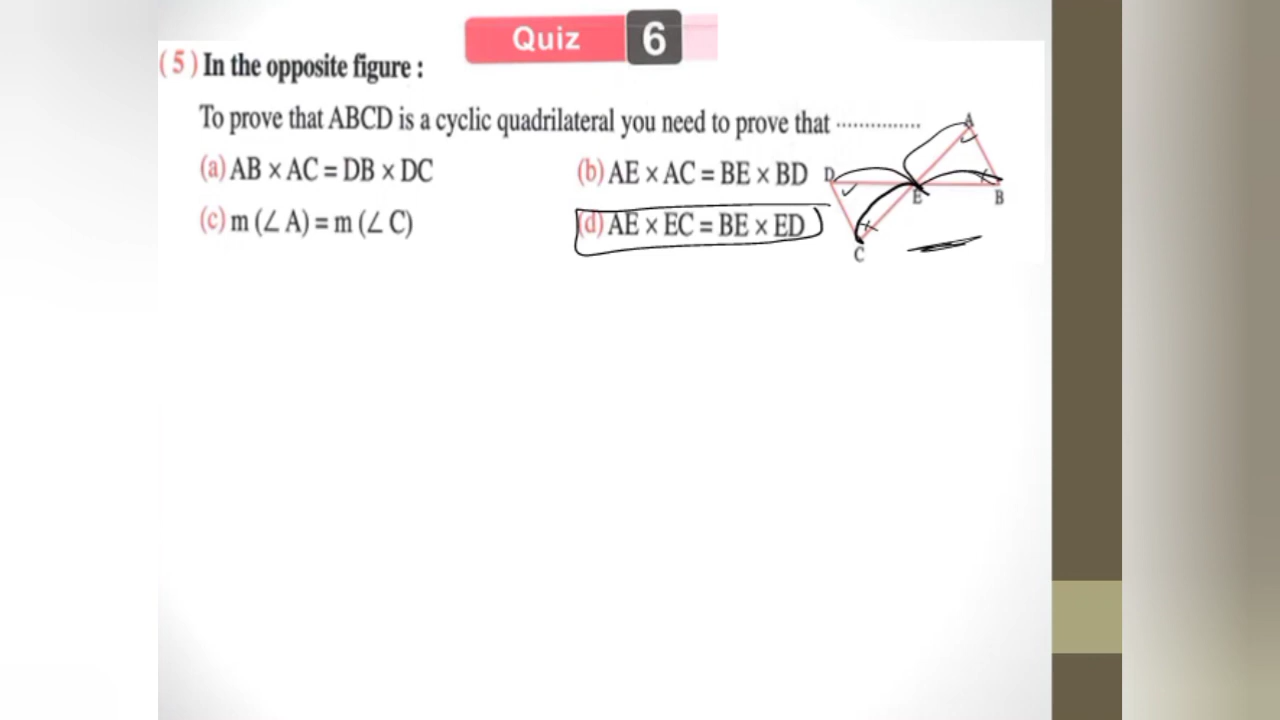 Quiz 6
(5) In the opposite figure :
To prove that ABCD is a cyclic quadrilateral you need to prove that ···············
(a) AB × AC = DB × DC
(b) AE × AC = BE × BD
(c) m (∠ A) = m (∠ C)
(d) AE × EC = BE × ED
A
D
E
B
C